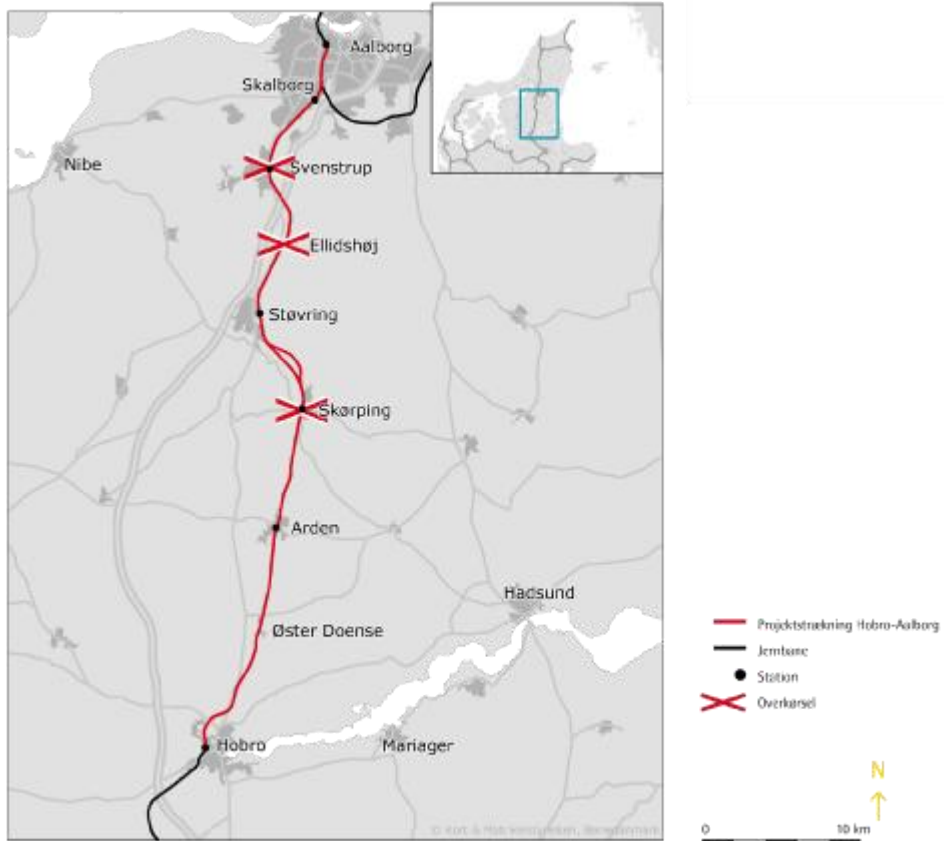 Aalborg
Skalborg
Nibe
Svenstrup
Ellidshøj
Støvring
Skørping
Arden
Hadsund
Øster Doense
Hobro
Mariager
Projektstrækning Hobro-Aalborg
Jernbane
Station
Overkørsel
N
0 10 km